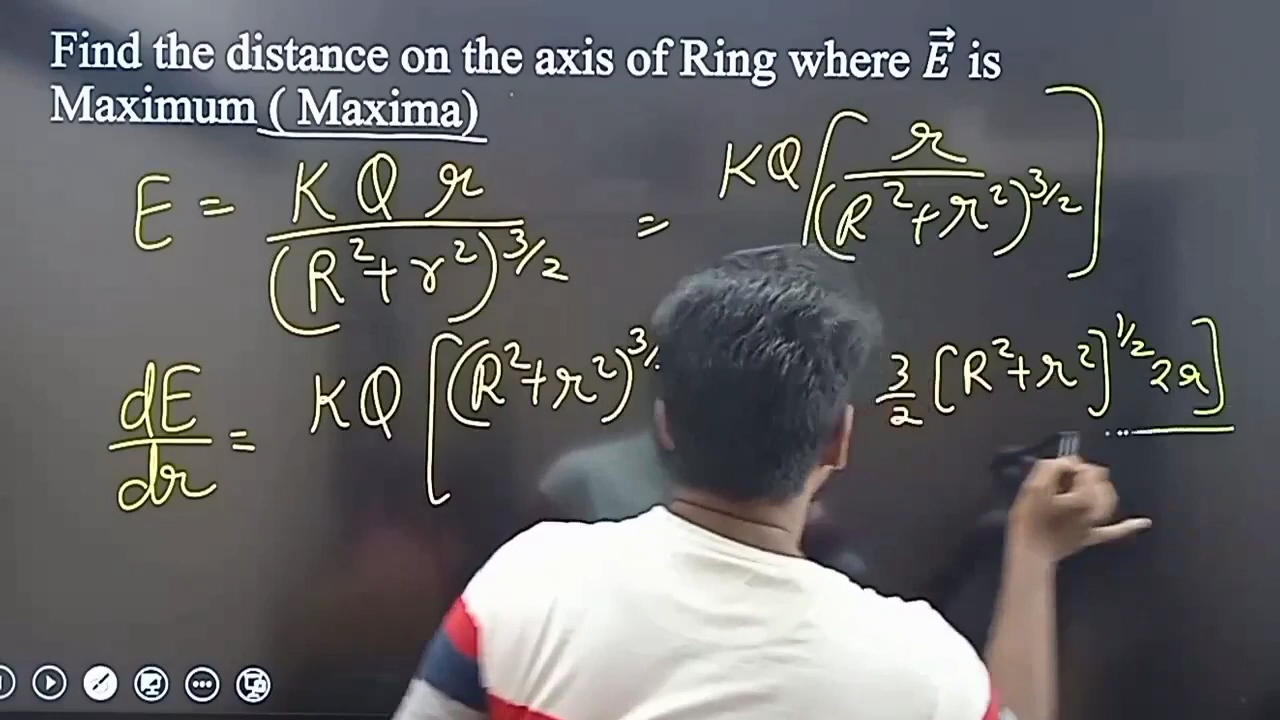 Find the distance on the axis of Ring where E⃗ is
Maximum ( Maxima)
E = KQr / (R²+r²)^3/2 = KQ[r / (R²+r²)^3/2]
dE/dr = KQ[(R²+r²)^3/ 3/2 [R²+r²]^1/2 2r]